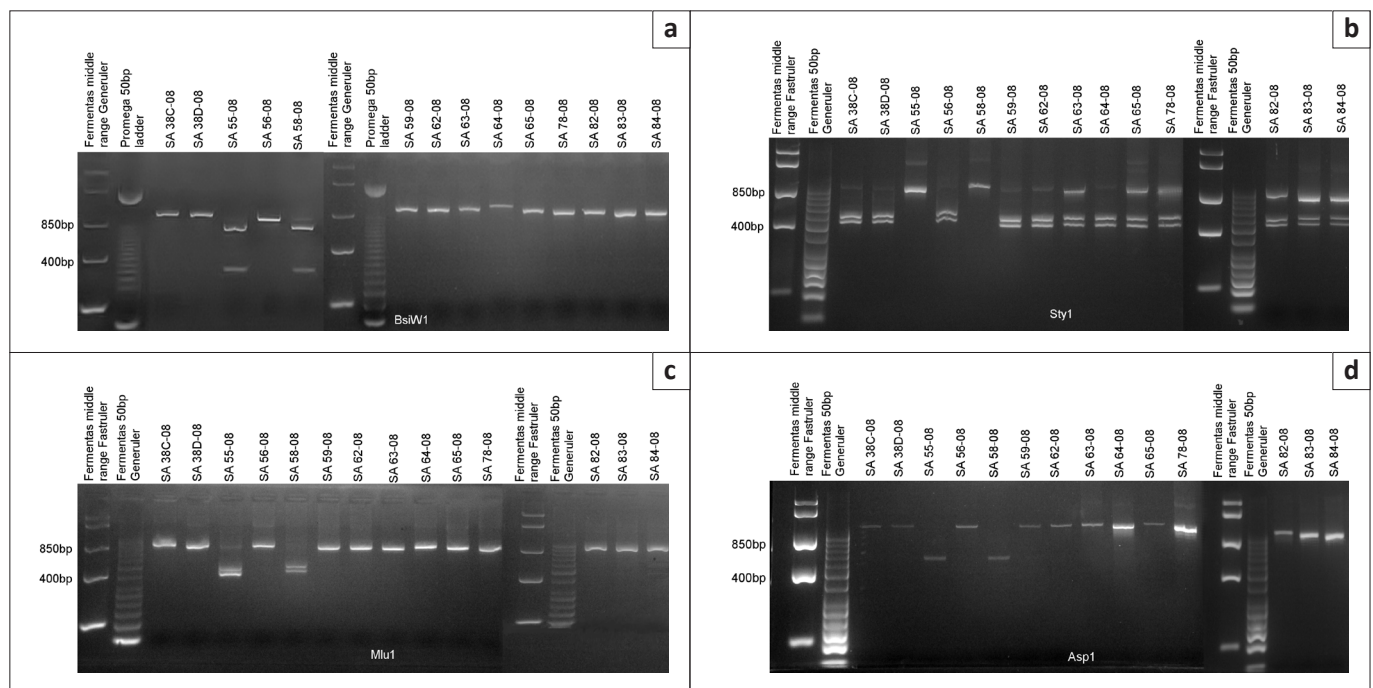 a
Fermentas middle
range Generuler
Promega 50bp
ladder
SA 38C-08
SA 38D-08
SA 55-08
SA 56-08
SA 58-08
Fermentas middle
range Generuler
Promega 50bp
ladder
SA 59-08
SA 62-08
SA 63-08
SA 64-08
SA 65-08
SA 78-08
SA 82-08
SA 83-08
SA 84-08
850bp
400bp
BsiW1
b
Fermentas middle
range Fastruler
Fermentas 50bp
Generuler
SA 38C-08
SA 38D-08
SA 55-08
SA 56-08
SA 58-08
SA 59-08
SA 62-08
SA 63-08
SA 64-08
SA 65-08
SA 78-08
Fermentas middle
range Fastruler
Fermentas 50bp
Generuler
SA 82-08
SA 83-08
SA 84-08
850bp
400bp
Sty1
c
Fermentas middle
range Fastruler
Fermentas 50bp
Generuler
SA 38C-08
SA 38D-08
SA 55-08
SA 56-08
SA 58-08
SA 59-08
SA 62-08
SA 63-08
SA 64-08
SA 65-08
SA 78-08
Fermentas middle
range Fastruler
Fermentas 50bp
Generuler
SA 82-08
SA 83-08
SA 84-08
850bp
400bp
Mlu1
d
Fermentas middle
range Fastruler
Fermentas 50bp
Generuler
SA 38C-08
SA 38D-08
SA 55-08
SA 56-08
SA 58-08
SA 59-08
SA 62-08
SA 63-08
SA 64-08
SA 65-08
SA 78-08
Fermentas middle
range Fastruler
Fermentas 50bp
Generuler
SA 82-08
SA 83-08
SA 84-08
850bp
400bp
Asp1